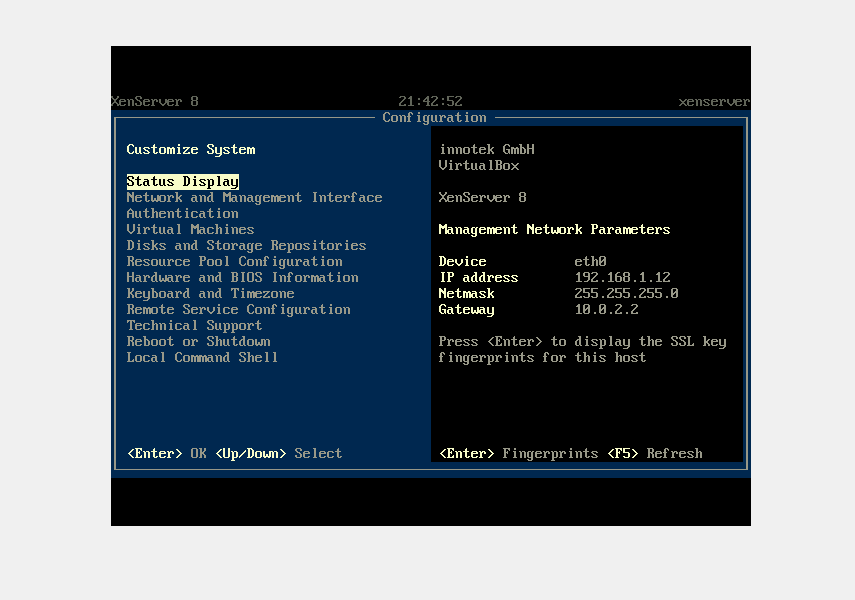 XenServer 8 21:42:52 xenserver
Configuration
Customize System
Status Display
Network and Management Interface
Authentication
Virtual Machines
Disks and Storage Repositories
Resource Pool Configuration
Hardware and BIOS Information
Keyboard and Timezone
Remote Service Configuration
Technical Support
Reboot or Shutdown
Local Command Shell
<Enter> OK <Up/Down> Select
innotek GmbH
VirtualBox
XenServer 8
Management Network Parameters
Device eth0
IP address 192.168.1.12
Netmask 255.255.255.0
Gateway 10.0.2.2
Press <Enter> to display the SSL key
fingerprints for this host
<Enter> Fingerprints <F5> Refresh